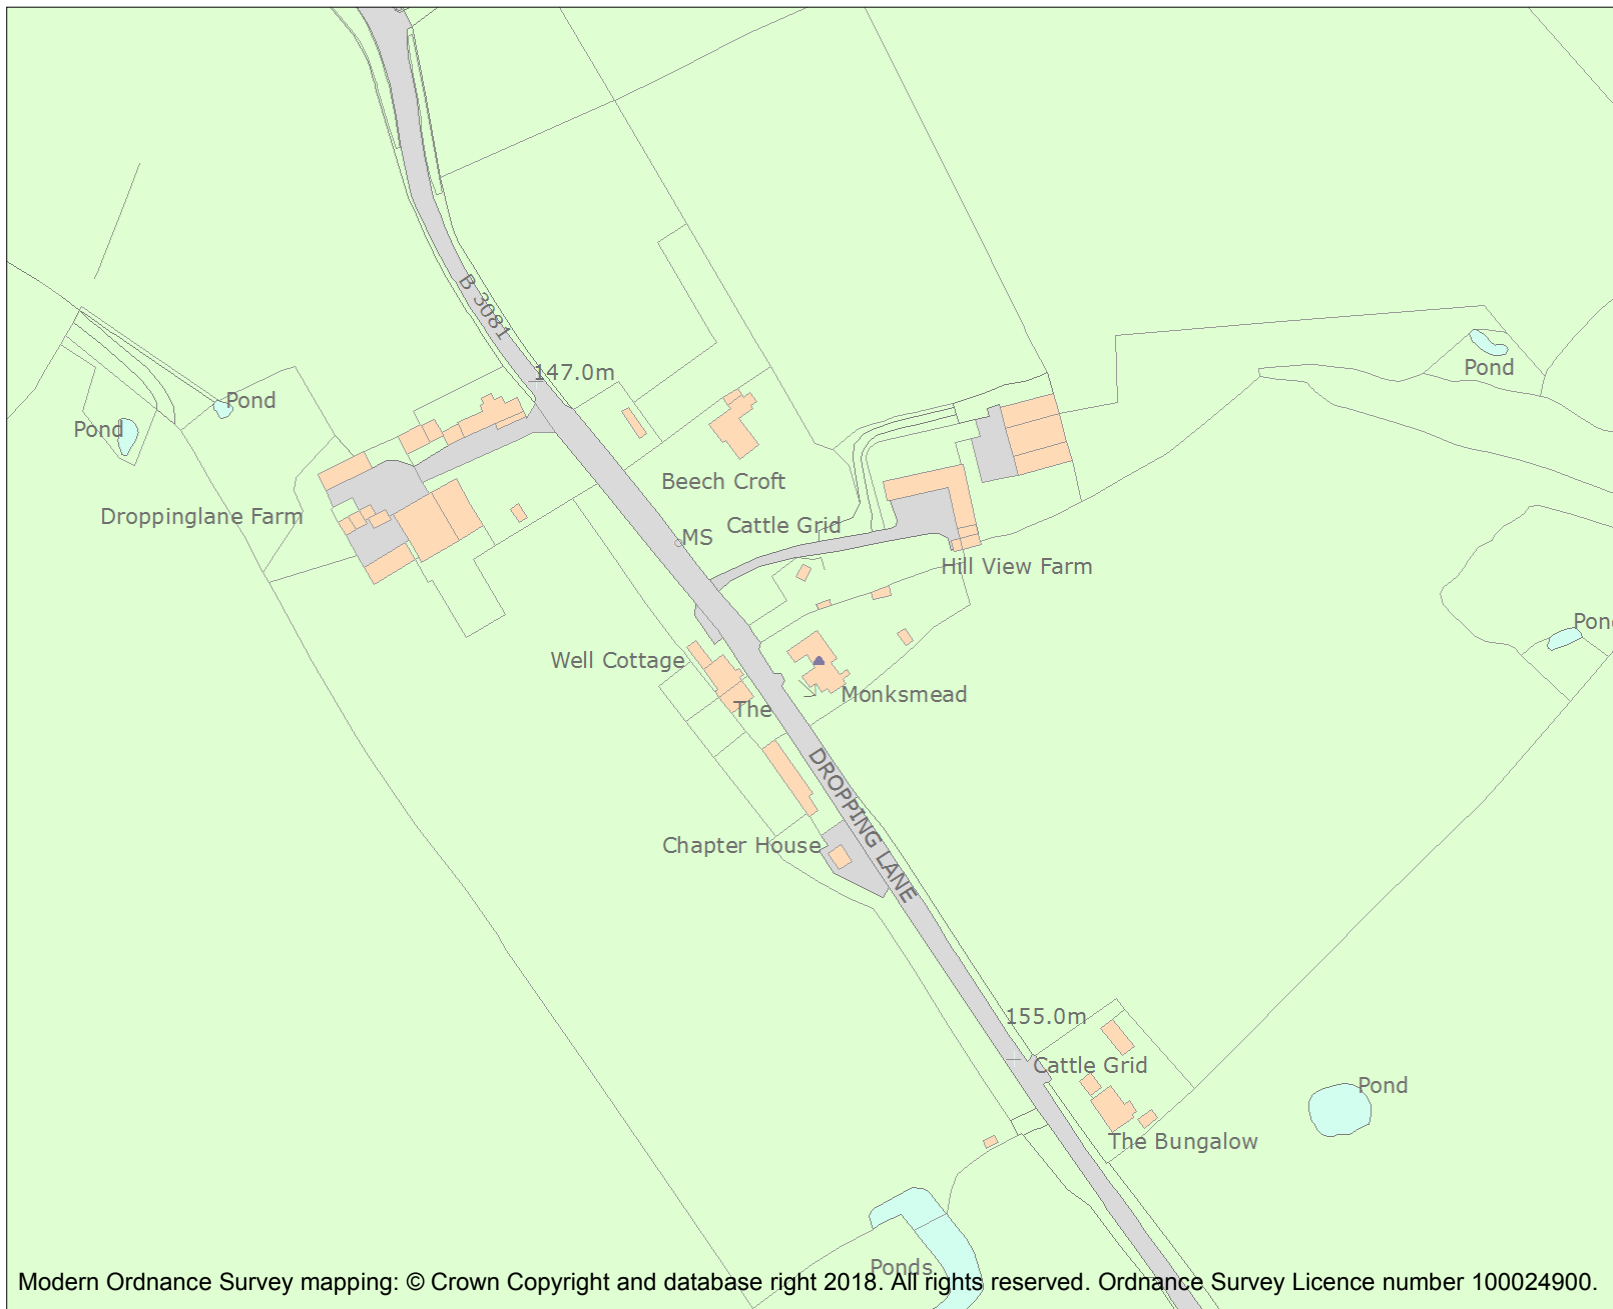 B 3081
147.0m
Pond
Pond
Pond
Beech Croft
Droppinglane Farm
Cattle Grid
MS
Hill View Farm
Pond
Well Cottage
Monksmead
The
DROPPING LANE
Chapter House
155.0m
Cattle Grid
Pond
The Bungalow
Ponds
Modern Ordnance Survey mapping: © Crown Copyright and database right 2018. All rights reserved. Ordnance Survey Licence number 100024900.